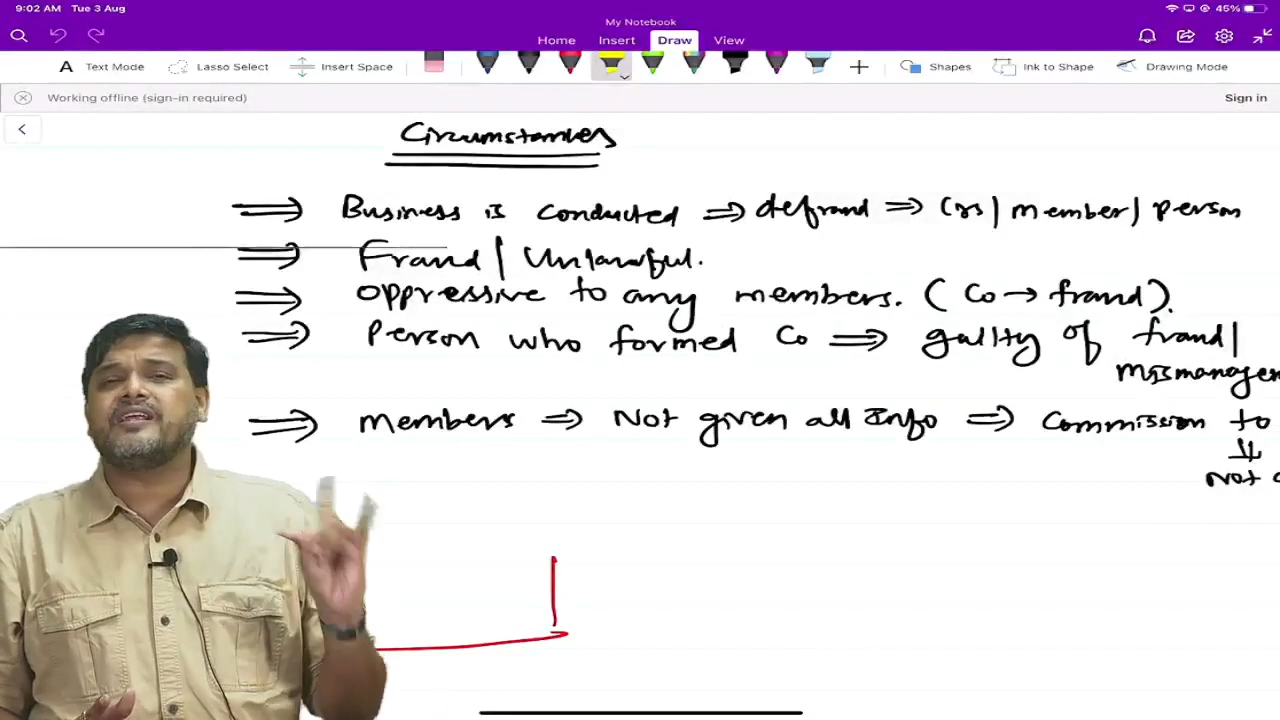 9:02 AM Tue 3 Aug
45%
My Notebook
Home Insert Draw View
Text Mode Lasso Select Insert Space Shapes Ink to Shape Drawing Mode
Working offline (sign-in required) Sign in
Circumstances
⇒ Business is conducted ⇒ defraud ⇒ Crs | member | person
⇒ Fraud | Unlawful.
⇒ oppressive to any members. (Co → fraud).
⇒ Person who formed Co ⇒ guilty of fraud |
Mismanagem
⇒ members ⇒ Not given all Info ⇒ Commission to
⇓
Not